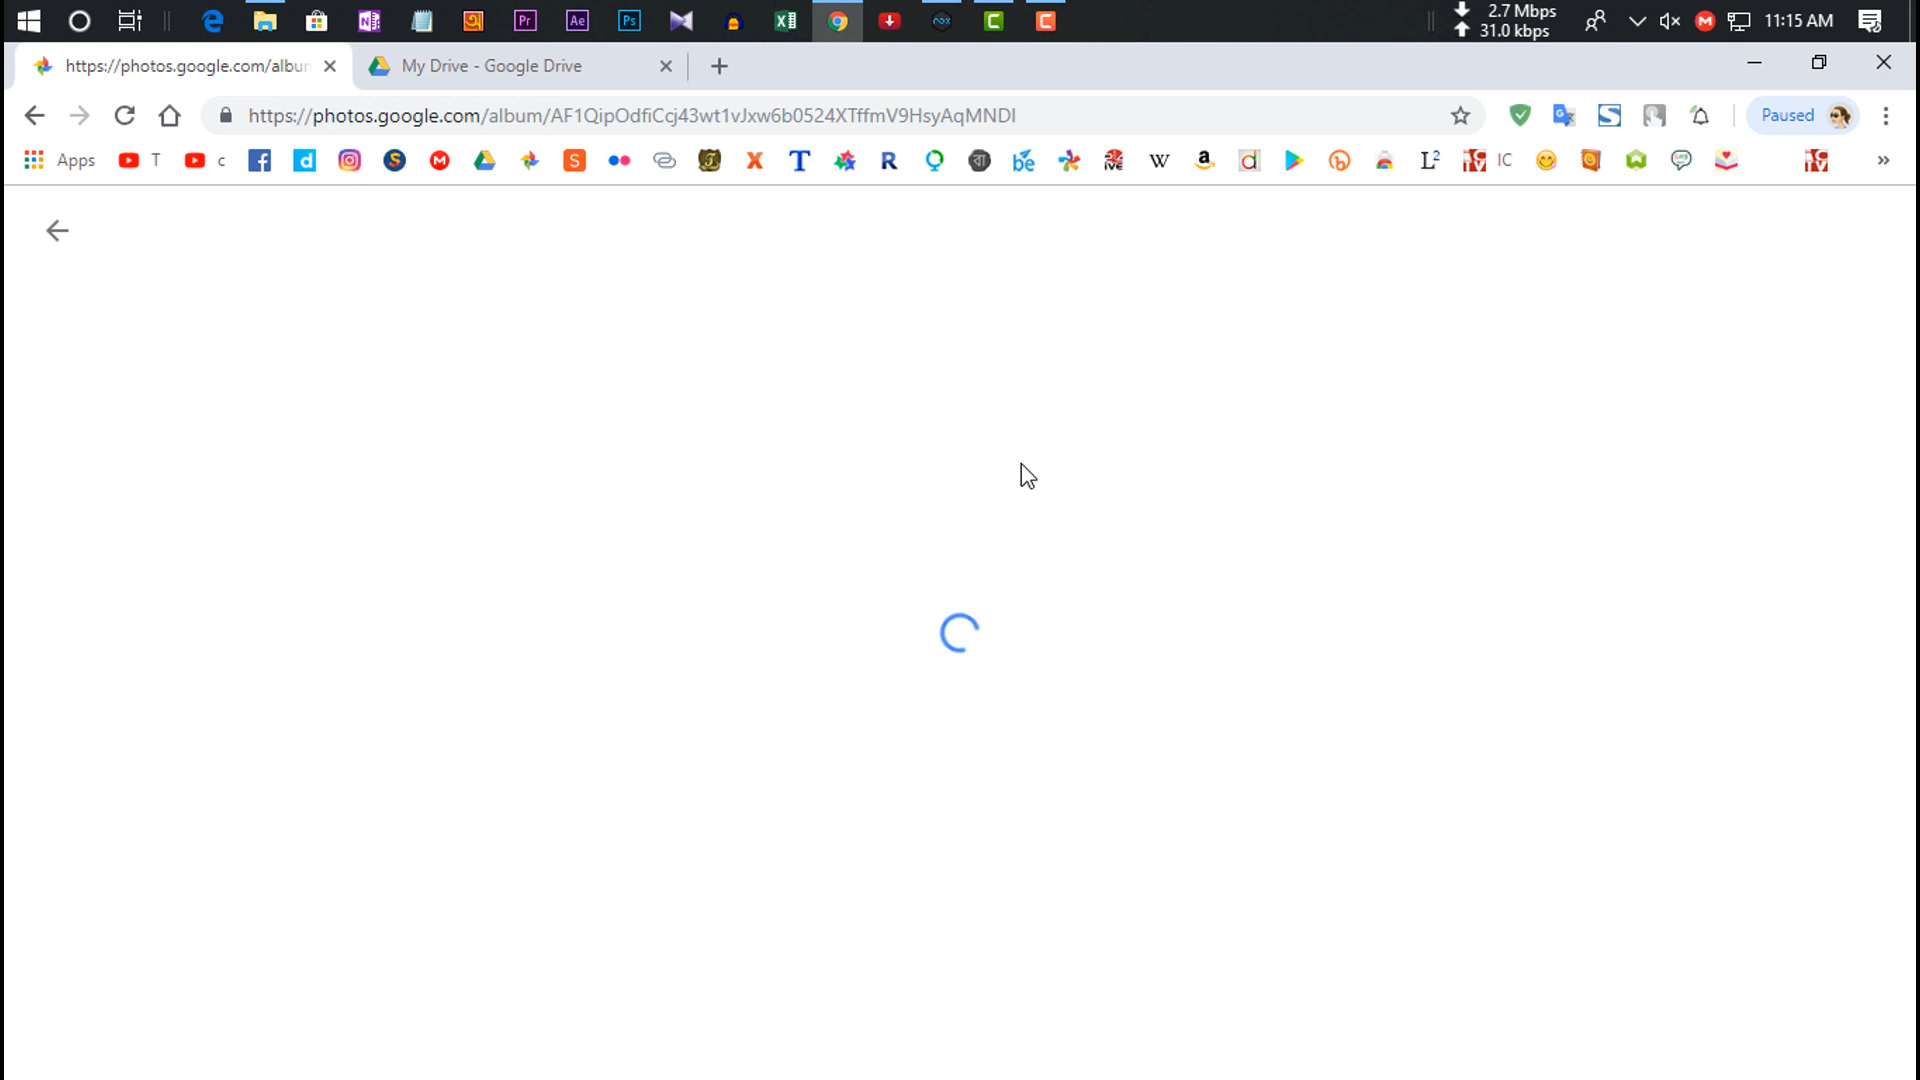 2.7 Mbps
31.0 kbps
11:15 AM
https://photos.google.com/albun
My Drive - Google Drive
https://photos.google.com/album/AF1QipOdfiCcj43wt1vJxw6b0524XTffmV9HsyAqMNDI
Paused
Apps
T
c
IC